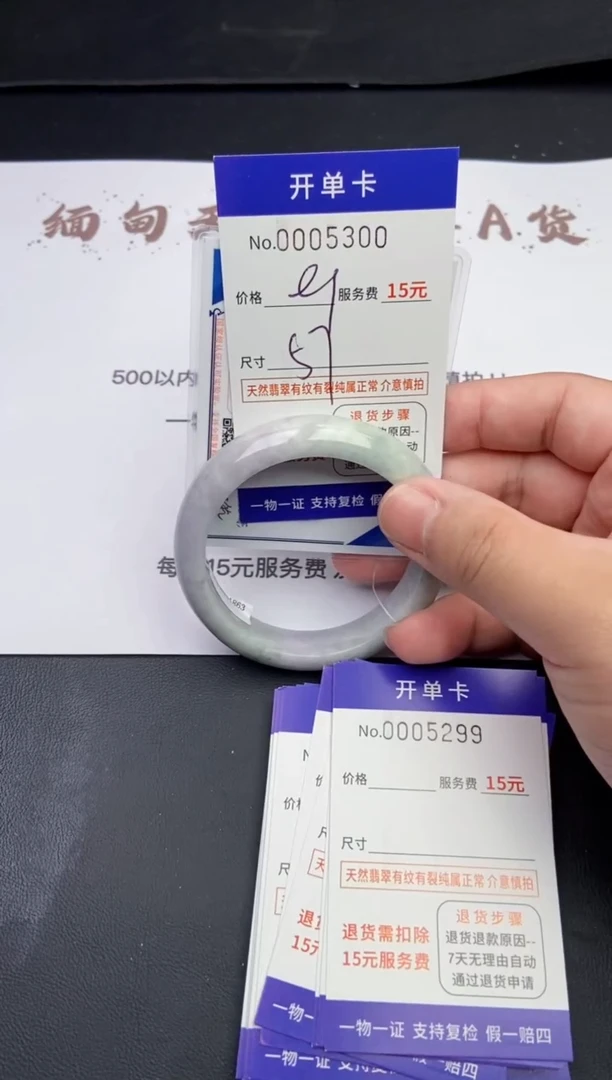 开单卡
缅甸 A.货
No.0005300
价格 服务费 15元
500以内
尺寸 57
天然翡翠有纹有裂纯属正常 介意慎拍
退货步骤
款原因--
一物一证 支持复检 假
每 15元服务费
开单卡
No.0005299
价格 服务费 15元
尺寸
天然翡翠有纹有裂纯属正常 介意慎拍
退货需扣除
15元服务费
退货步骤
退货退款原因--
7天无理由自动
通过退货申请
一物一证 支持复检 假一赔四